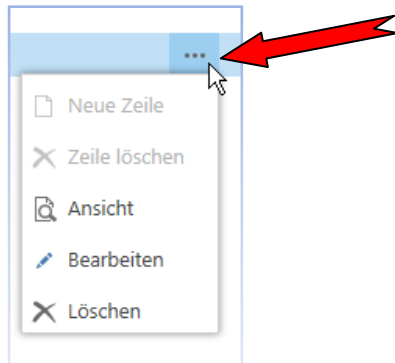 ...
Neue Zeile
Zeile löschen
Ansicht
Bearbeiten
Löschen